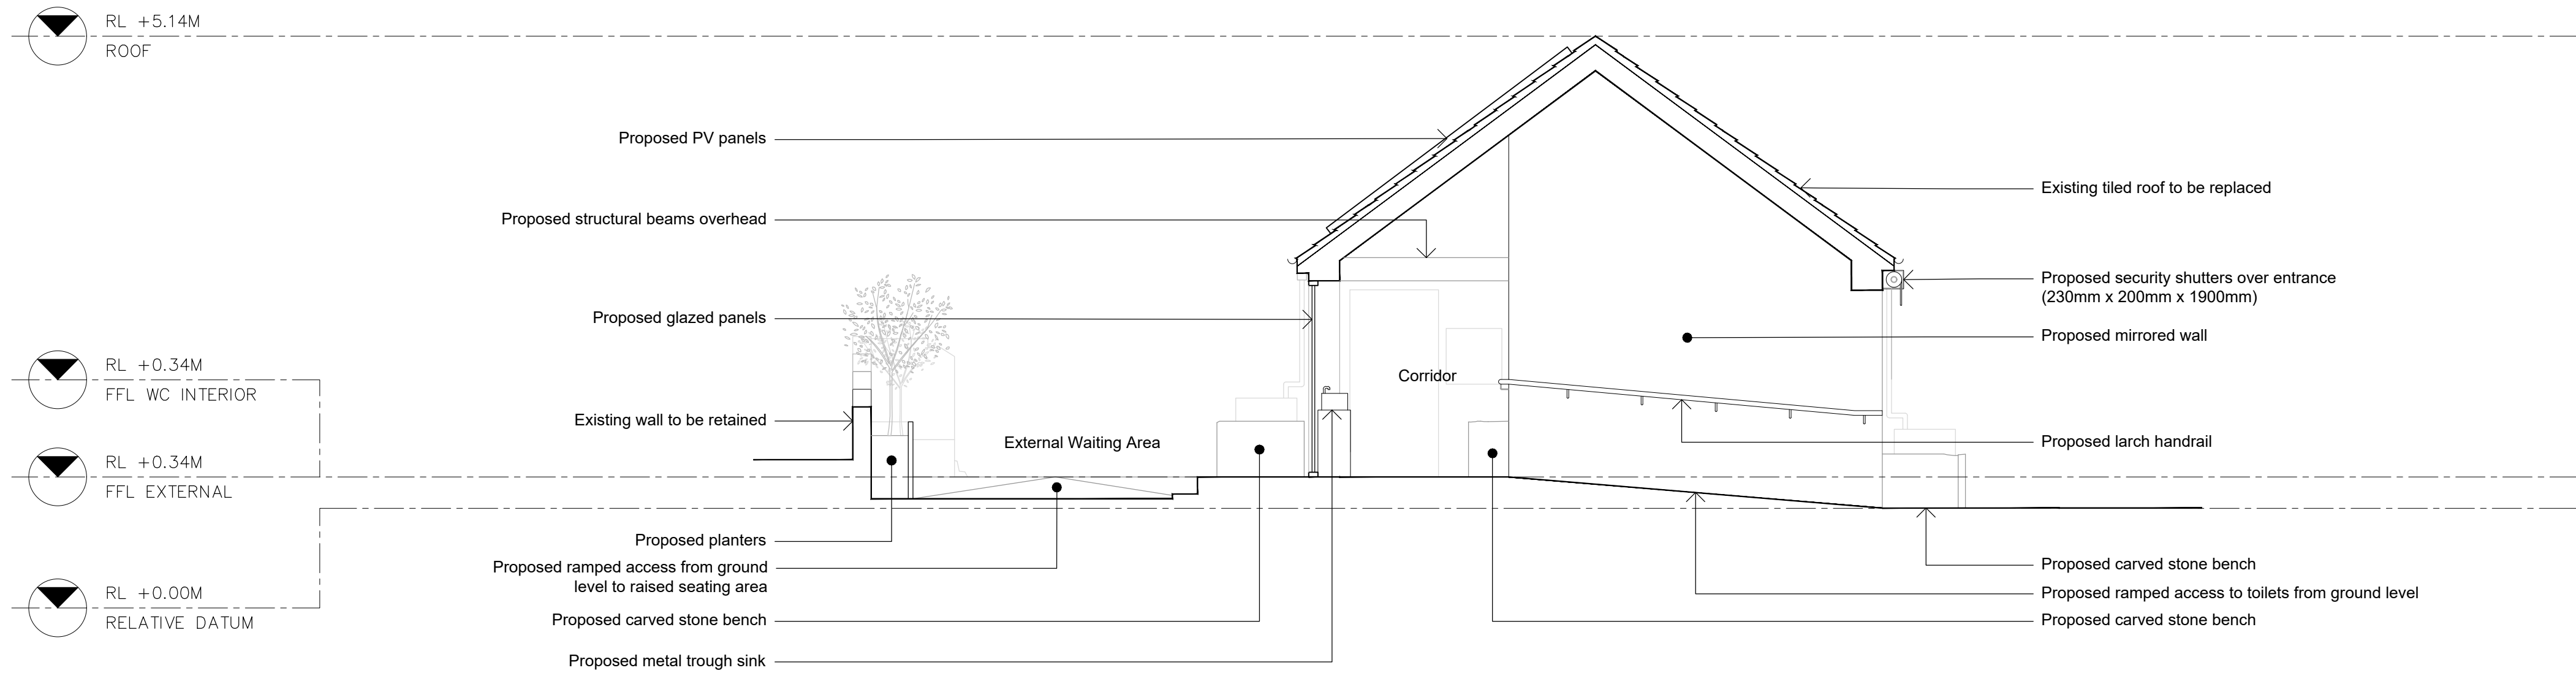 RL +5.14M
ROOF
Proposed PV panels
Existing tiled roof to be replaced
Proposed structural beams overhead
Proposed security shutters over entrance
(230mm x 200mm x 1900mm)
Proposed glazed panels
Proposed mirrored wall
RL +0.34M
FFL WC INTERIOR
Corridor
Existing wall to be retained
External Waiting Area
Proposed larch handrail
RL +0.34M
FFL EXTERNAL
Proposed planters
Proposed ramped access from ground
level to raised seating area
Proposed carved stone bench
RL +0.00M
RELATIVE DATUM
Proposed ramped access to toilets from ground level
Proposed carved stone bench
Proposed carved stone bench
Proposed metal trough sink